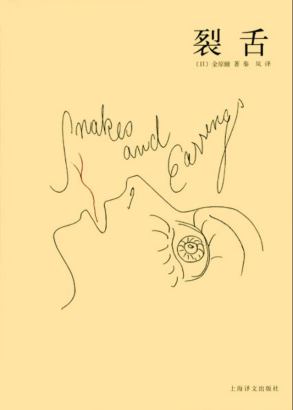 裂舌
〔日〕金原瞳 著 秦岚 译
Snakes
and
Earrings
上海译文出版社